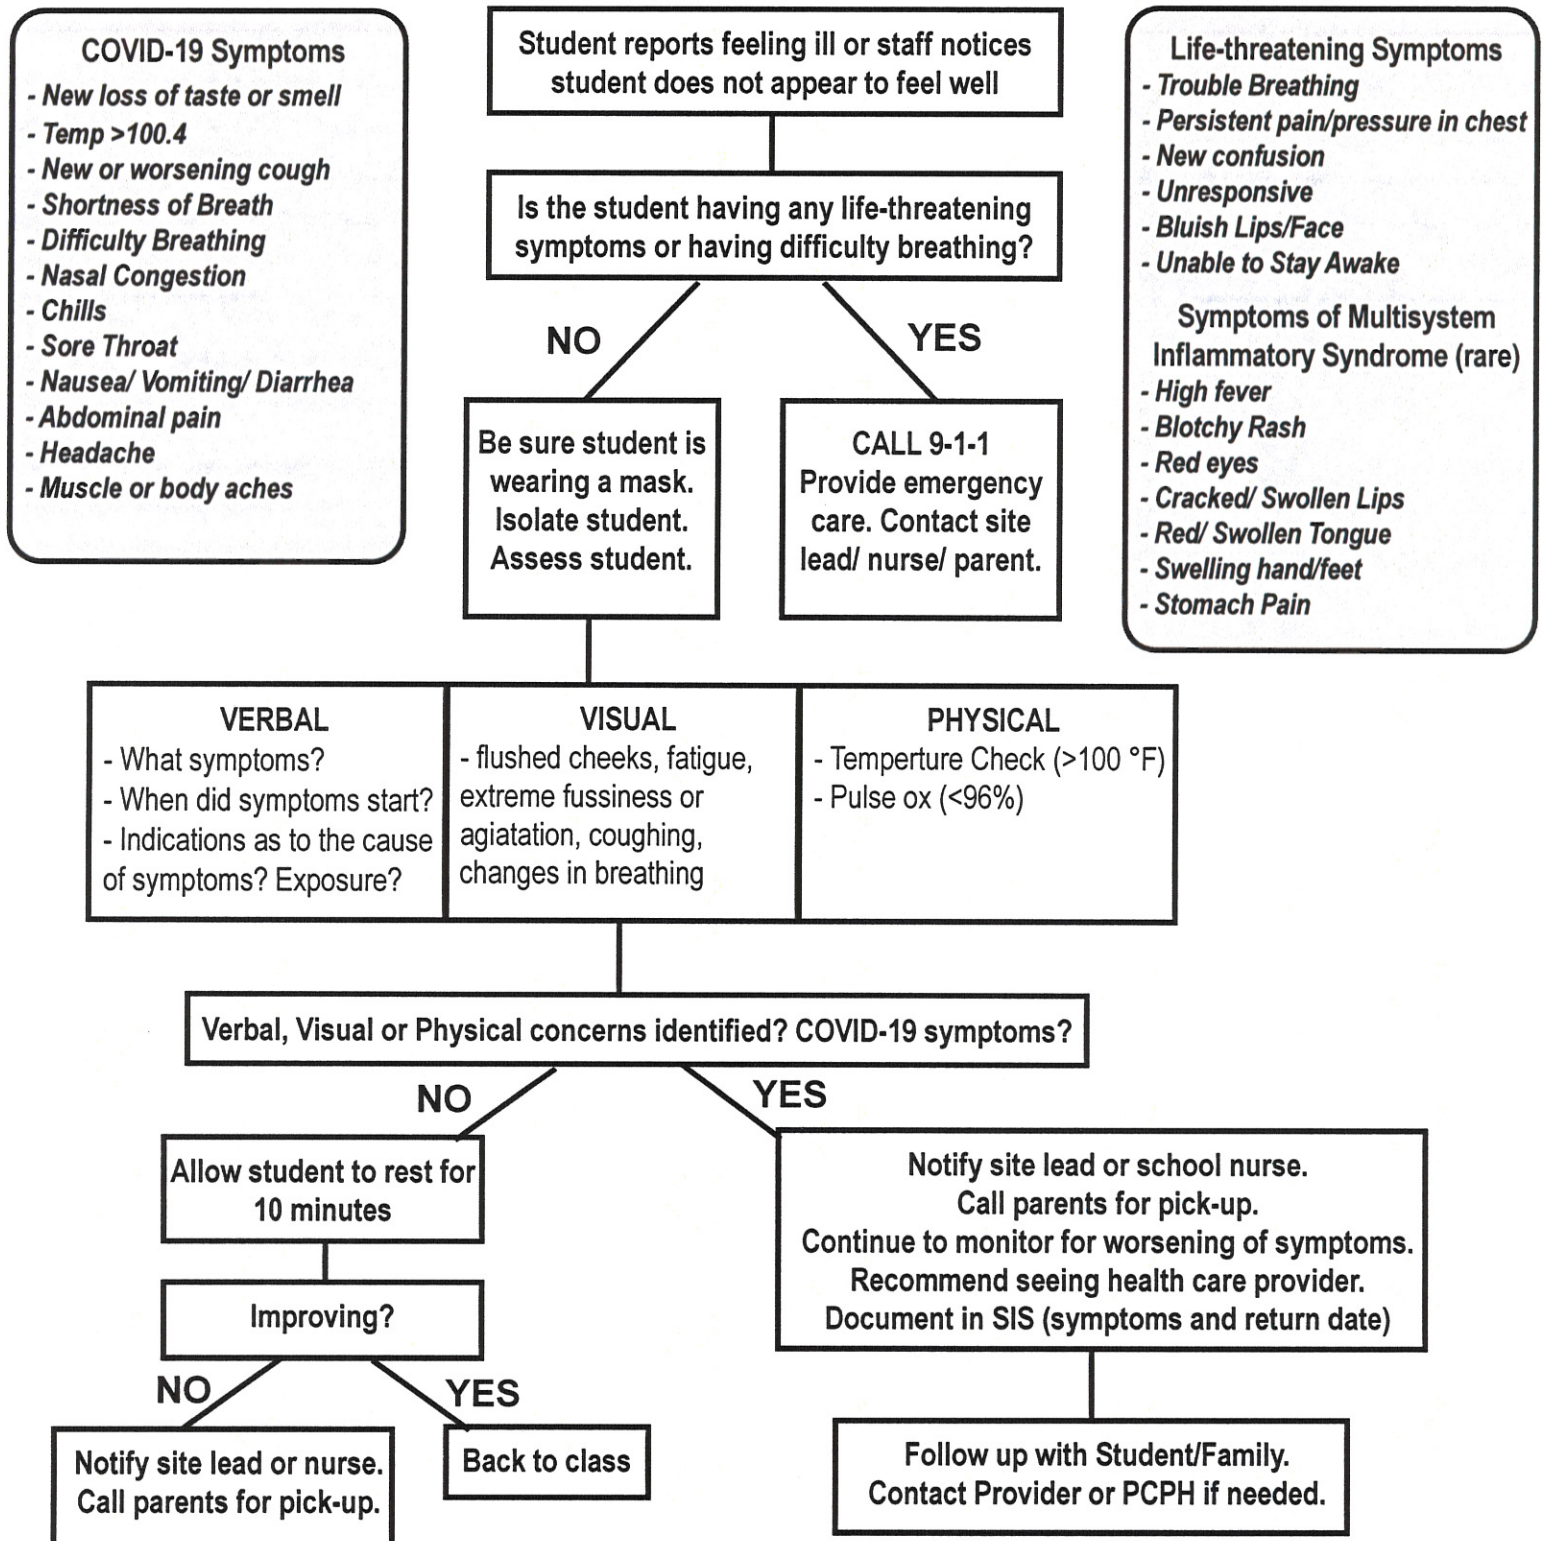 COVID-19 Symptoms
- New loss of taste or smell
- Temp >100.4
- New or worsening cough
- Shortness of Breath
- Difficulty Breathing
- Nasal Congestion
- Chills
- Sore Throat
- Nausea/ Vomiting/ Diarrhea
- Abdominal pain
- Headache
- Muscle or body aches
Student reports feeling ill or staff notices
student does not appear to feel well
Is the student having any life-threatening
symptoms or having difficulty breathing?
Life-threatening Symptoms
- Trouble Breathing
- Persistent pain/pressure in chest
- New confusion
- Unresponsive
- Bluish Lips/Face
- Unable to Stay Awake
Symptoms of Multisystem
Inflammatory Syndrome (rare)
- High fever
- Blotchy Rash
- Red eyes
- Cracked/ Swollen Lips
- Red/ Swollen Tongue
- Swelling hand/feet
- Stomach Pain
NO
YES
Be sure student is
wearing a mask.
Isolate student.
Assess student.
CALL 9-1-1
Provide emergency
care. Contact site
lead/ nurse/ parent.
VERBAL
- What symptoms?
- When did symptoms start?
- Indications as to the cause
of symptoms? Exposure?
VISUAL
- flushed cheeks, fatigue,
extreme fussiness or
agiatation, coughing,
changes in breathing
PHYSICAL
- Temperture Check (>100 °F)
- Pulse ox (<96%)
Verbal, Visual or Physical concerns identified? COVID-19 symptoms?
NO
YES
Allow student to rest for
10 minutes
Improving?
NO
YES
Notify site lead or nurse.
Call parents for pick-up.
Back to class
Notify site lead or school nurse.
Call parents for pick-up.
Continue to monitor for worsening of symptoms.
Recommend seeing health care provider.
Document in SIS (symptoms and return date)
Follow up with Student/Family.
Contact Provider or PCPH if needed.